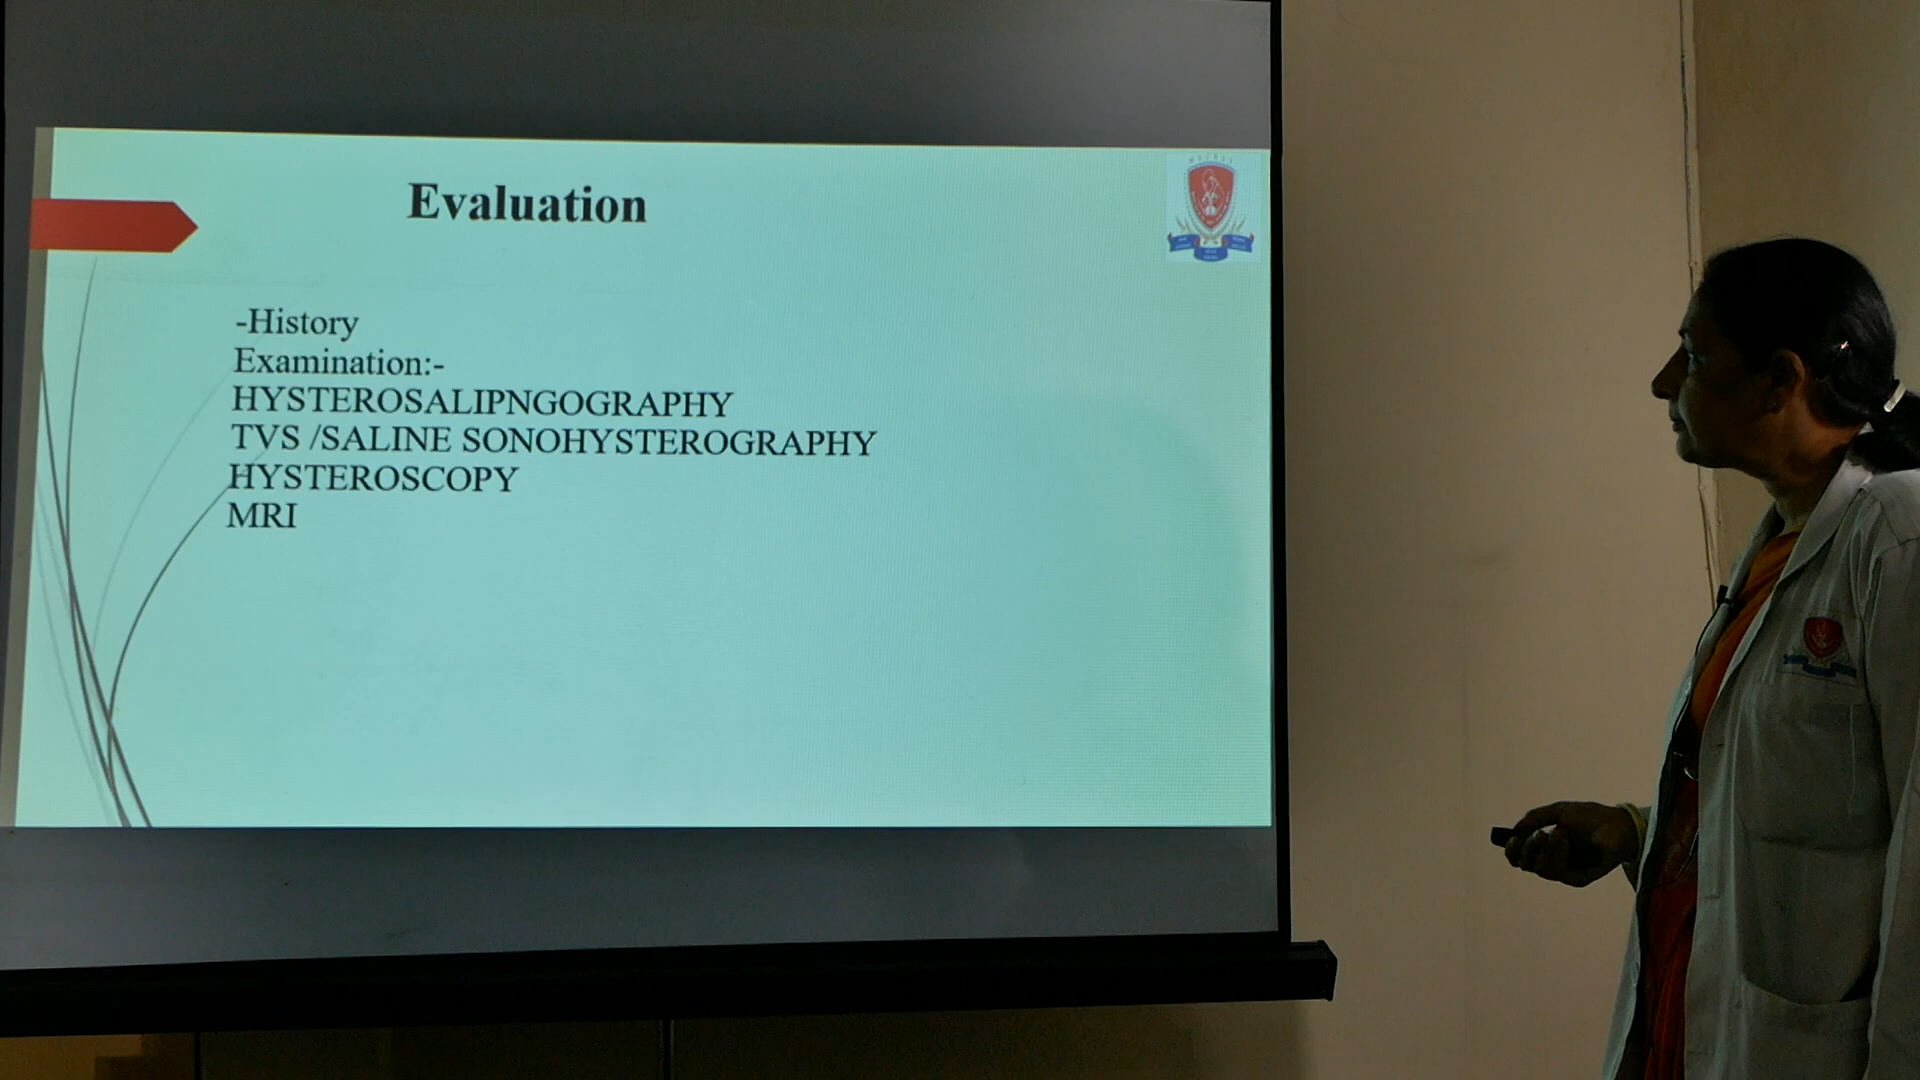 Evaluation
-History
Examination:-
HYSTEROSALIPNGOGRAPHY
TVS /SALINE SONOHYSTEROGRAPHY
HYSTEROSCOPY
MRI